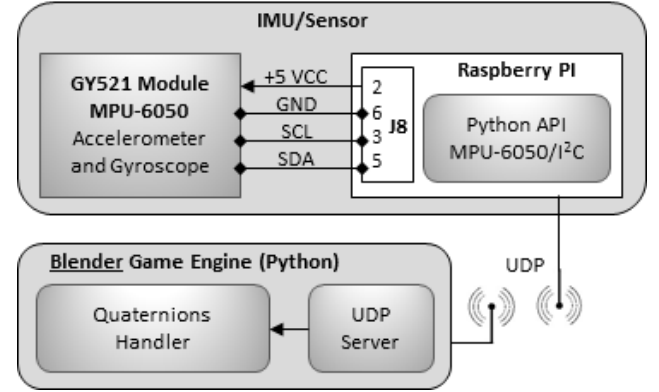 IMU/Sensor
GY521 Module
MPU-6050
Accelerometer
and Gyroscope
+5 VCC
GND
SCL
SDA
2
6
3
5
J8
Raspberry PI
Python API
MPU-6050/I²C
UDP
Blender Game Engine (Python)
Quaternions
Handler
UDP
Server